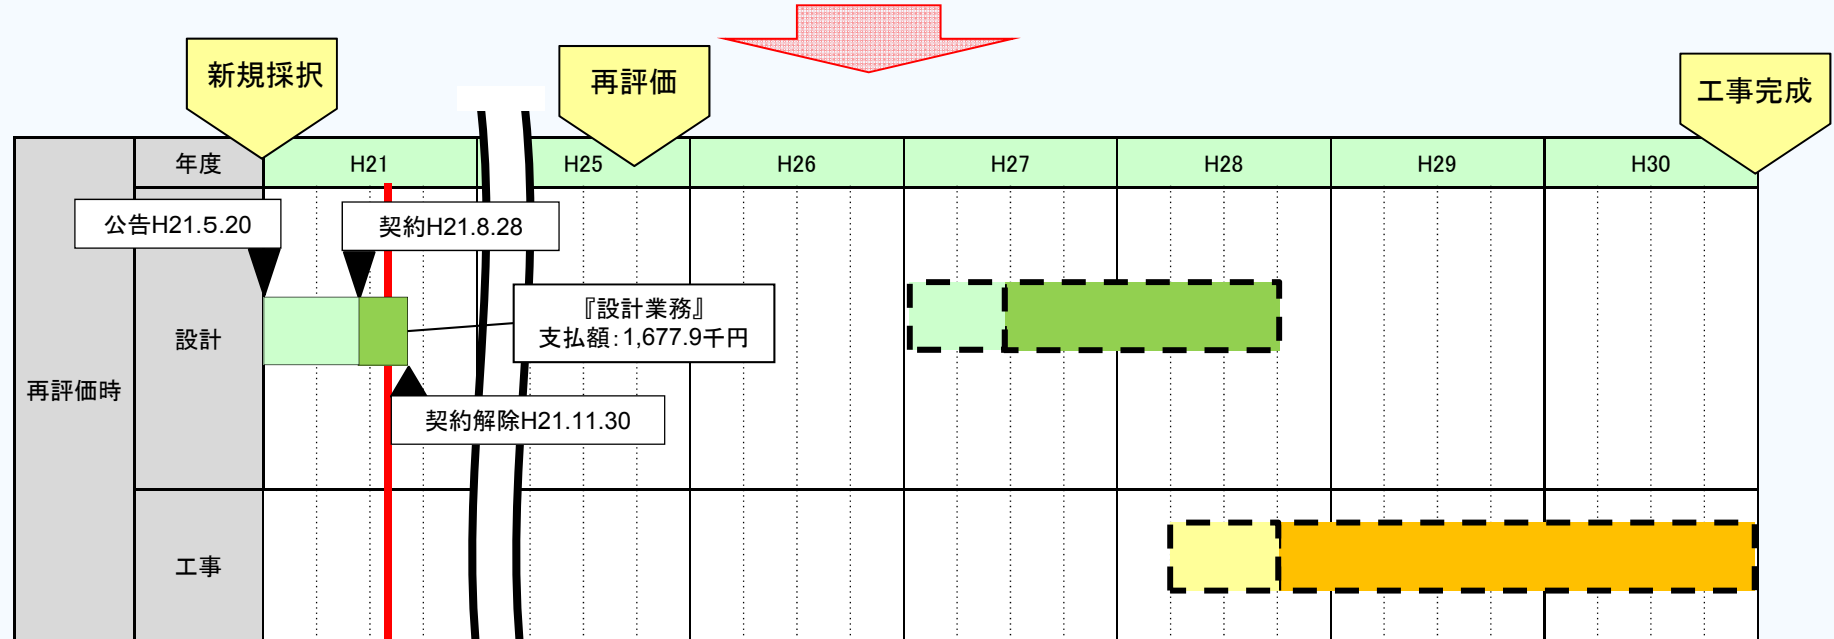 新規採択
再評価
工事完成
再評価時
年度
H21
H25
H26
H27
H28
H29
H30
公告H21.5.20
契約H21.8.28
設計
『設計業務』
支払額：1,677.9千円
契約解除H21.11.30
工事